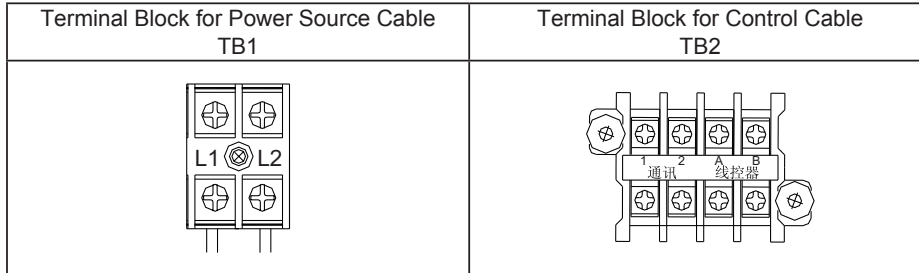 Terminal Block for Power Source Cable
TB1
Terminal Block for Control Cable
TB2
L1 L2
1 2 A B
通讯 线控器